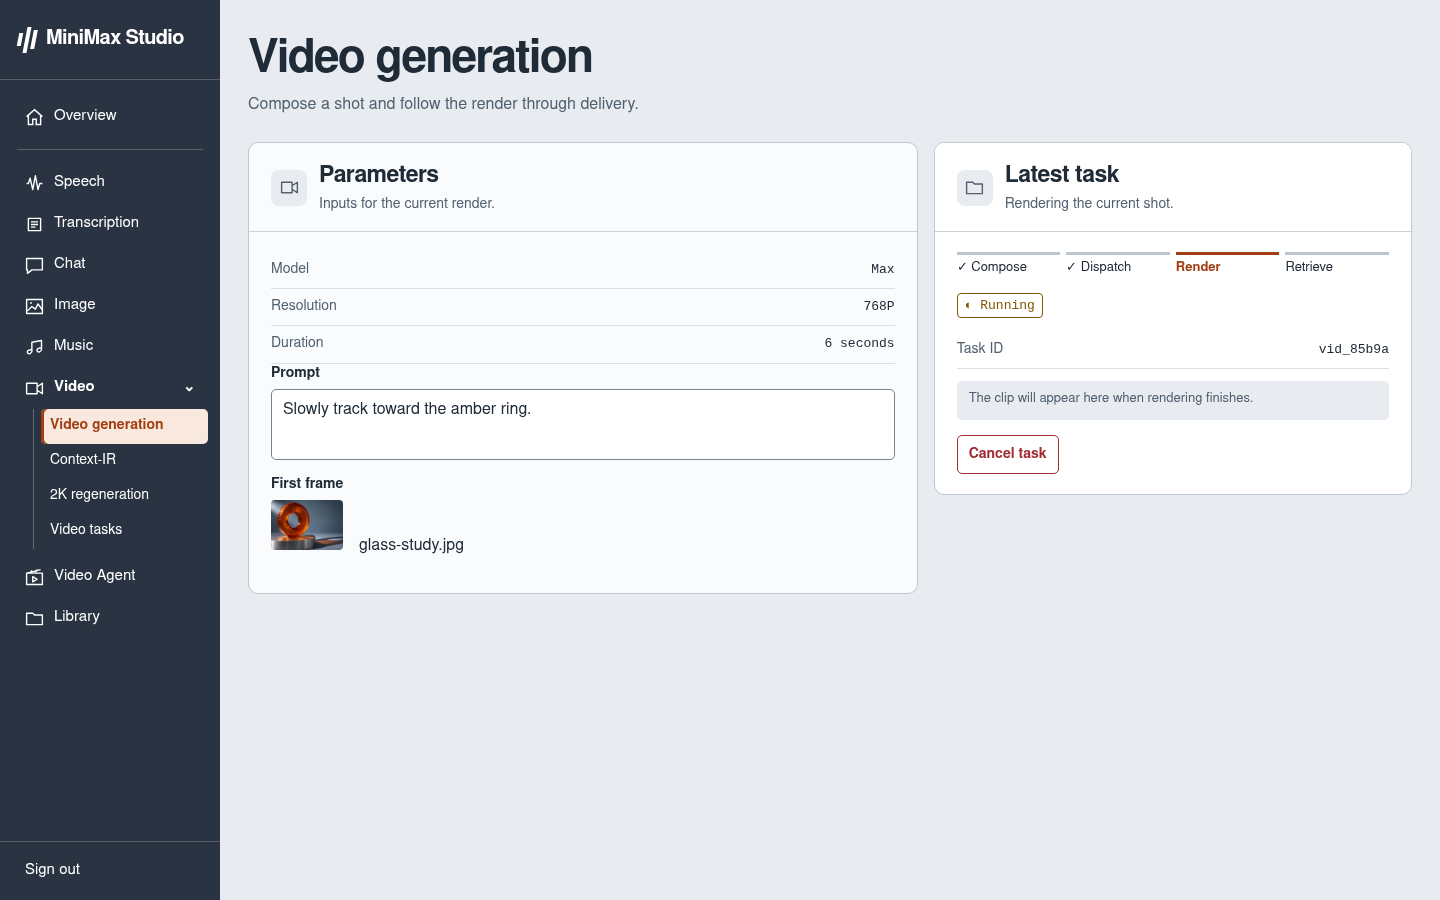 MiniMax Studio
Overview
Speech
Transcription
Chat
Image
Music
Video
Video generation
Context-IR
2K regeneration
Video tasks
Video Agent
Library
Sign out
Video generation
Compose a shot and follow the render through delivery.
Parameters
Inputs for the current render.
Model Max
Resolution 768P
Duration 6 seconds
Prompt
Slowly track toward the amber ring.
First frame
glass-study.jpg
Latest task
Rendering the current shot.
✓ Compose ✓ Dispatch Render Retrieve
Running
Task ID vid_85b9a
The clip will appear here when rendering finishes.
Cancel task